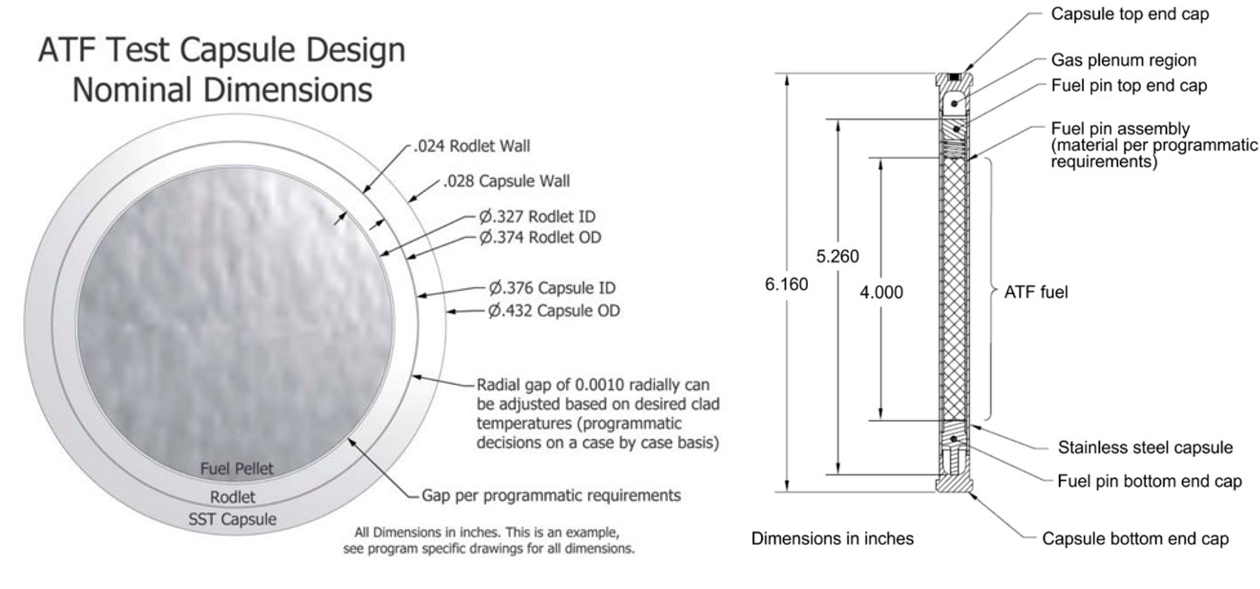 ATF Test Capsule Design
Nominal Dimensions
.024 Rodlet Wall
.028 Capsule Wall
Ø.327 Rodlet ID
Ø.374 Rodlet OD
Ø.376 Capsule ID
Ø.432 Capsule OD
Radial gap of 0.0010 radially can
be adjusted based on desired clad
temperatures (programmatic
decisions on a case by case basis)
Gap per programmatic requirements
Fuel Pellet
Rodlet
SST Capsule
All Dimensions in inches. This is an example,
see program specific drawings for all dimensions.
Capsule top end cap
Gas plenum region
Fuel pin top end cap
Fuel pin assembly
(material per programmatic
requirements)
6.160
5.260
4.000
ATF fuel
Stainless steel capsule
Fuel pin bottom end cap
Capsule bottom end cap
Dimensions in inches